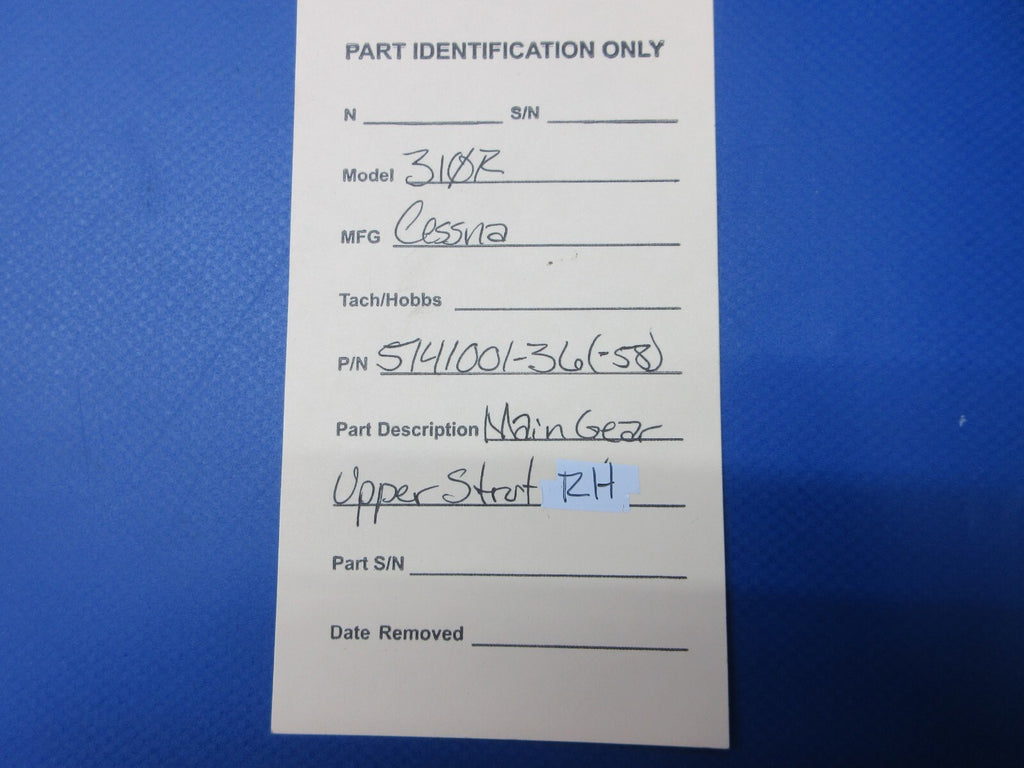 PART IDENTIFICATION ONLY
N S/N
Model 310R
MFG Cessna
Tach/Hobbs
P/N 5141001-36(-58)
Part Description Main Gear
Upper Strut RH
Part S/N
Date Removed